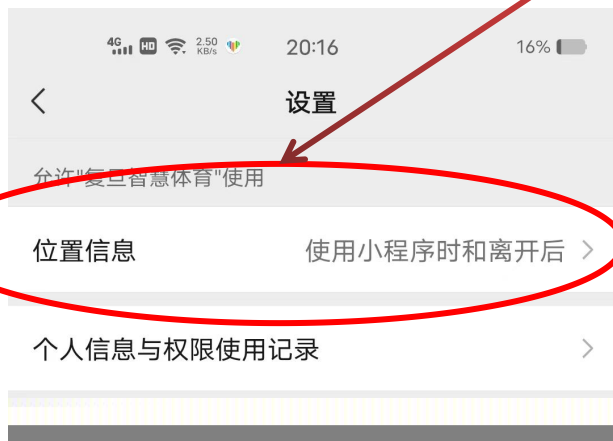 4G HD 2.50 KB/s 20:16 16%
设置
允许"复旦智慧体育"使用
位置信息 使用小程序时和离开后
个人信息与权限使用记录